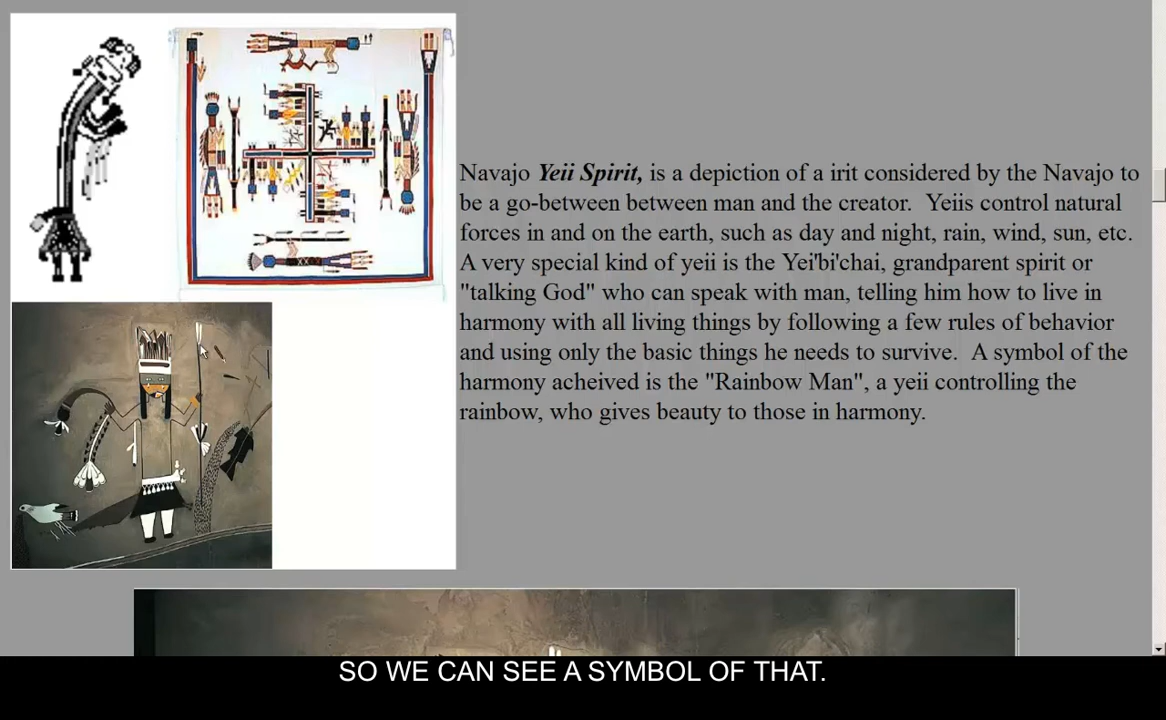 Navajo Yeii Spirit, is a depiction of a irit considered by the Navajo to
be a go-between between man and the creator. Yeiis control natural
forces in and on the earth, such as day and night, rain, wind, sun, etc.
A very special kind of yeii is the Yei'bi'chai, grandparent spirit or
"talking God" who can speak with man, telling him how to live in
harmony with all living things by following a few rules of behavior
and using only the basic things he needs to survive. A symbol of the
harmony acheived is the "Rainbow Man", a yeii controlling the
rainbow, who gives beauty to those in harmony.
SO WE CAN SEE A SYMBOL OF THAT.